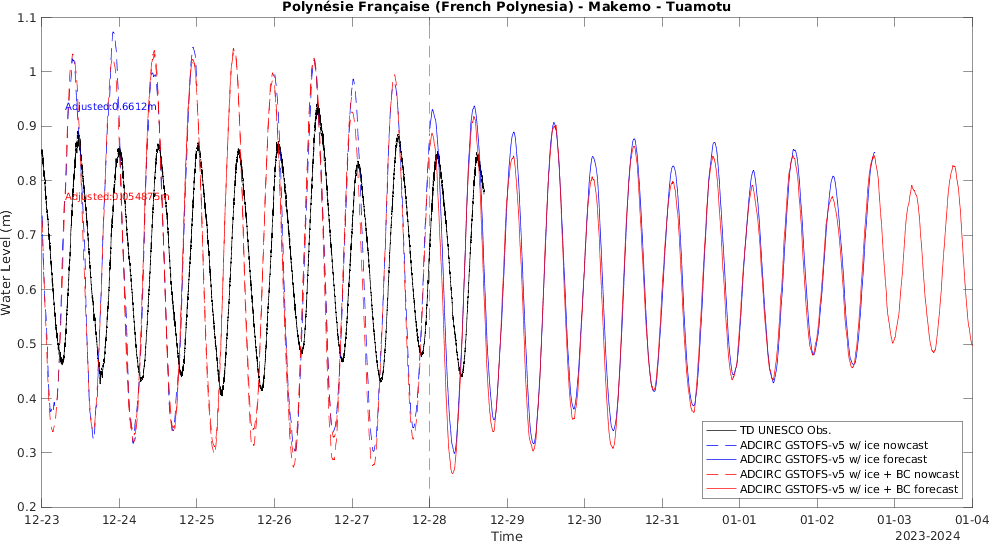 Polynésie Française (French Polynesia) - Makemo - Tuamotu
1.1
1
0.9
0.8
0.7
0.6
0.5
0.4
0.3
0.2
Water Level (m)
Adjusted:0.6612m
Adjusted:0.054875m
TD UNESCO Obs.
ADCIRC GSTOFS-v5 w/ ice nowcast
ADCIRC GSTOFS-v5 w/ ice forecast
ADCIRC GSTOFS-v5 w/ ice + BC nowcast
ADCIRC GSTOFS-v5 w/ ice + BC forecast
12-23 12-24 12-25 12-26 12-27 12-28 12-29 12-30 12-31 01-01 01-02 01-03 01-04
Time
2023-2024